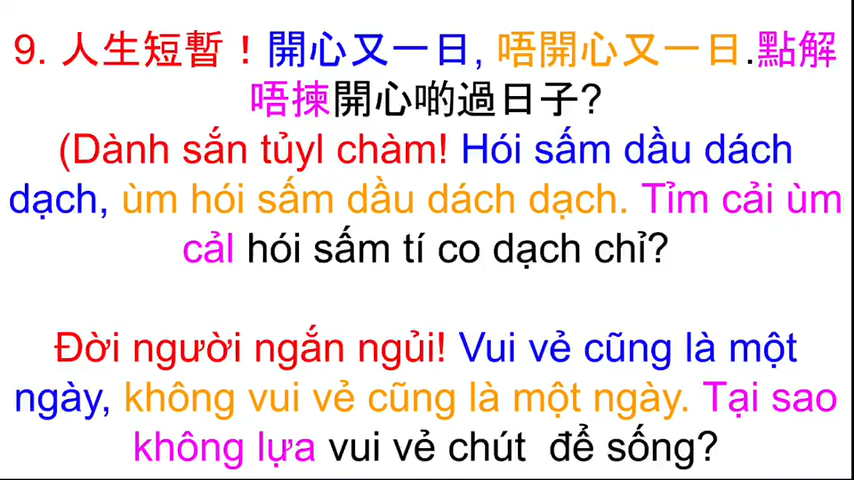 9. 人生短暫！開心又一日, 唔開心又一日.點解
唔揀開心啲過日子?
(Dành sắn tủyl chàm! Hói sấm dầu dách
dạch, ùm hói sấm dầu dách dạch. Tỉm cải ùm
cảl hói sấm tí co dạch chỉ?
Đời người ngắn ngủi! Vui vẻ cũng là một
ngày, không vui vẻ cũng là một ngày. Tại sao
không lựa vui vẻ chút để sống?